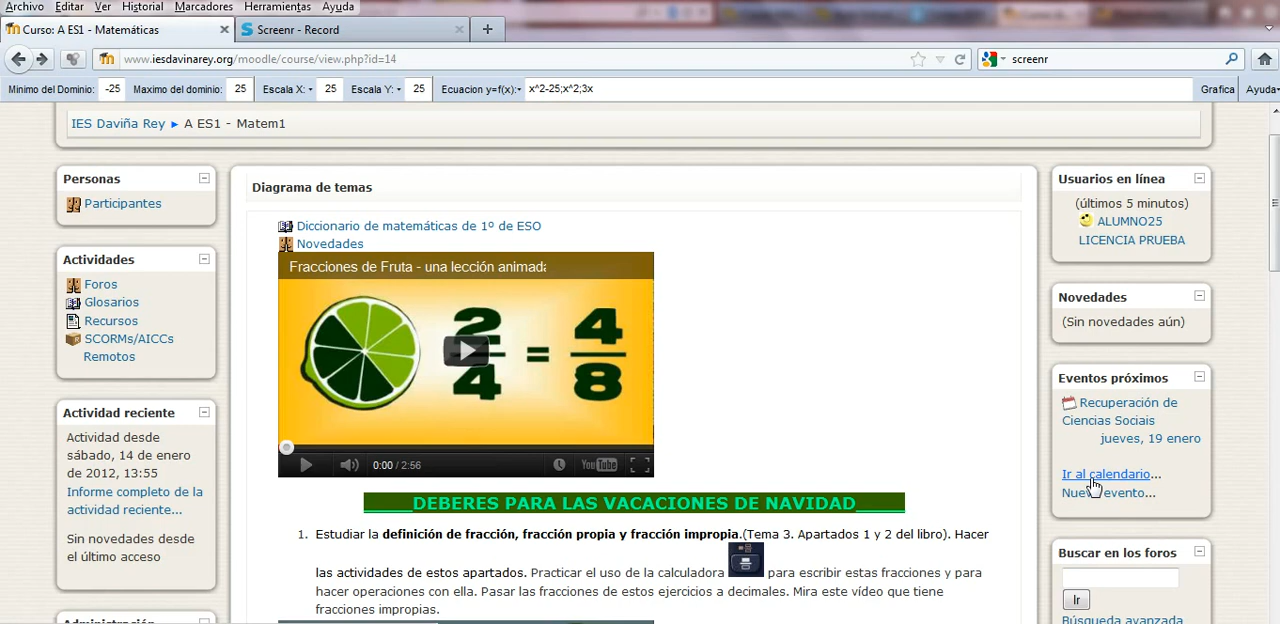 Archivo Editar Ver Historial Marcadores Herramientas Ayuda
Curso: A ES1 - Matemáticas
Screenr - Record
www.iesdavinarey.org/moodle/course/view.php?id=14
screenr
Minimo del Dominio: -25 Maximo del dominio: 25 Escala X: 25 Escala Y: 25 Ecuacion y=f(x): x^2-25;x^2;3x Grafica Ayuda
IES Daviña Rey ► A ES1 - Matem1
Personas
Participantes
Actividades
Foros
Glosarios
Recursos
SCORMs/AICCs
Remotos
Actividad reciente
Actividad desde
sábado, 14 de enero
de 2012, 13:55
Informe completo de la
actividad reciente...
Sin novedades desde
el último acceso
Administración
Diagrama de temas
Diccionario de matemáticas de 1º de ESO
Novedades
Fracciones de Fruta - una lección animada
2/4 = 4/8
0:00 / 2:56
YouTube
DEBERES PARA LAS VACACIONES DE NAVIDAD
1. Estudiar la definición de fracción, fracción propia y fracción impropia.(Tema 3. Apartados 1 y 2 del libro). Hacer
las actividades de estos apartados. Practicar el uso de la calculadora para escribir estas fracciones y para
hacer operaciones con ella. Pasar las fracciones de estos ejercicios a decimales. Mira este vídeo que tiene
fracciones impropias.
Usuarios en línea
(últimos 5 minutos)
ALUMNO25
LICENCIA PRUEBA
Novedades
(Sin novedades aún)
Eventos próximos
Recuperación de
Ciencias Sociais
jueves, 19 enero
Ir al calendario...
Nuevo evento...
Buscar en los foros
Ir
Búsqueda avanzada